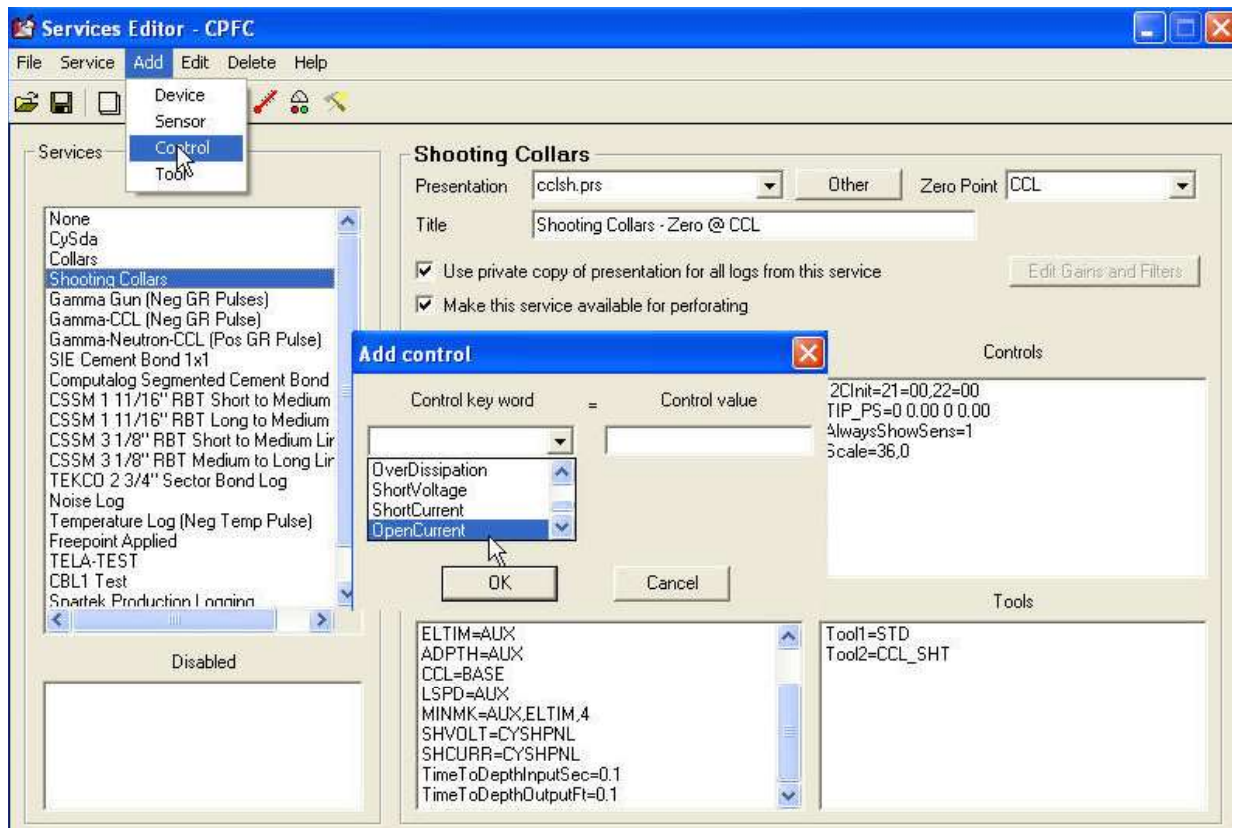 Services Editor - CPFC
File Service Add Edit Delete Help
Device
Sensor
Control
Tool
Services
None
CySda
Collars
Shooting Collars
Gamma Gun (Neg GR Pulses)
Gamma-CCL (Neg GR Pulse)
Gamma-Neutron-CCL (Pos GR Pulse)
SIE Cement Bond 1x1
Computalog Segmented Cement Bond
CSSM 1 11/16" RBT Short to Medium
CSSM 1 11/16" RBT Long to Medium
CSSM 3 1/8" RBT Short to Medium Lir
CSSM 3 1/8" RBT Medium to Long Lir
TEKCO 2 3/4" Sector Bond Log
Noise Log
Temperature Log (Neg Temp Pulse)
Freepoint Applied
TELA-TEST
CBL1 Test
Spartek Production Logging
Disabled
Shooting Collars
Presentation cclsh.prs Other Zero Point CCL
Title Shooting Collars - Zero @ CCL
Use private copy of presentation for all logs from this service Edit Gains and Filters
Make this service available for perforating
Add control
Control key word = Control value
OverDissipation
ShortVoltage
ShortCurrent
OpenCurrent
OK Cancel
Controls
2CInit=21=00,22=00
TIP_PS=0 0.00 0 0.00
AlwaysShowSens=1
Scale=36,0
ELTIM=AUX
ADPTH=AUX
CCL=BASE
LSPD=AUX
MINMK=AUX,ELTIM,4
SHVOLT=CYSHPNL
SHCURR=CYSHPNL
TimeToDepthInputSec=0.1
TimeToDepthOutputFt=0.1
Tools
Tool1=STD
Tool2=CCL_SHT